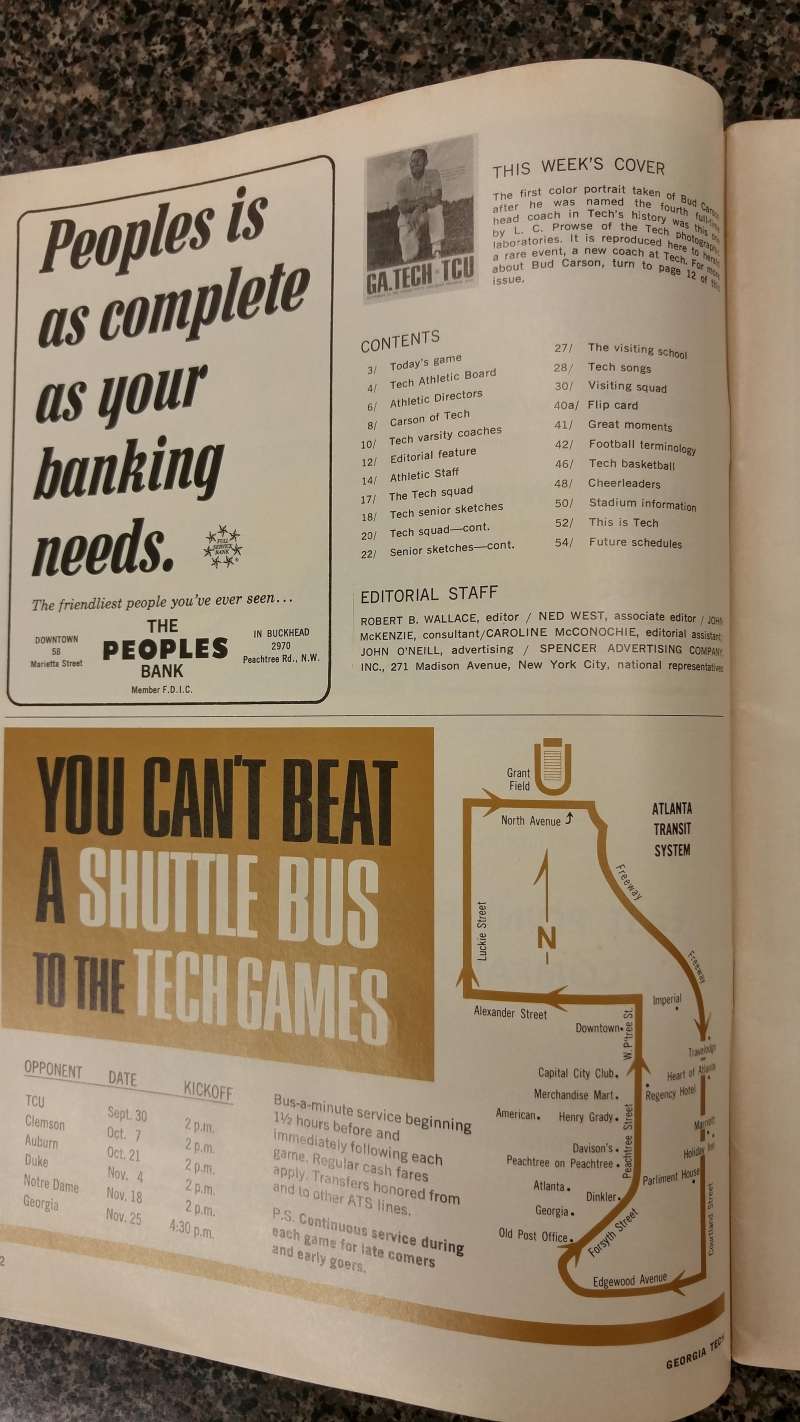 Peoples is
as complete
as your
banking
needs.
FULL
SERVICE
BANK
The friendliest people you've ever seen...
DOWNTOWN
58
Marietta Street
THE
PEOPLES
BANK
Member F.D.I.C.
IN BUCKHEAD
2970
Peachtree Rd., N.W.
GA.TECH TCU
THIS WEEK'S COVER
The first color portrait taken of Bud Carson
after he was named the fourth full-time
head coach in Tech's history was this one
by L. C. Prowse of the Tech photographic
laboratories. It is reproduced here to herald
a rare event, a new coach at Tech. For more
about Bud Carson, turn to page 12 of this
issue.
CONTENTS
3/ Today's game
4/ Tech Athletic Board
6/ Athletic Directors
8/ Carson of Tech
10/ Tech varsity coaches
12/ Editorial feature
14/ Athletic Staff
17/ The Tech squad
18/ Tech senior sketches
20/ Tech squad—cont.
22/ Senior sketches—cont.
27/ The visiting school
28/ Tech songs
30/ Visiting squad
40a/ Flip card
41/ Great moments
42/ Football terminology
46/ Tech basketball
48/ Cheerleaders
50/ Stadium information
52/ This is Tech
54/ Future schedules
EDITORIAL STAFF
ROBERT B. WALLACE, editor / NED WEST, associate editor / JOHN
McKENZIE, consultant/CAROLINE McCONOCHIE, editorial assistant
JOHN O'NEILL, advertising / SPENCER ADVERTISING COMPANY
INC., 271 Madison Avenue, New York City, national representatives
YOU CAN'T BEAT
A SHUTTLE BUS
TO THE TECH GAMES
OPPONENT DATE KICKOFF
TCU Sept. 30 2 p.m.
Clemson Oct. 7 2 p.m.
Auburn Oct. 21 2 p.m.
Duke Nov. 4 2 p.m.
Notre Dame Nov. 18 2 p.m.
Georgia Nov. 25 4:30 p.m.
Bus-a-minute service beginning
1½ hours before and
immediately following each
game. Regular cash fares
apply. Transfers honored from
and to other ATS lines.
P.S. Continuous service during
each game for late comers
and early goers.
Grant
Field
North Avenue
ATLANTA
TRANSIT
SYSTEM
Freeway
Luckie Street
N
Freeway
Alexander Street
Imperial
Downtown
W. P'tree St.
Travelodge
Heart of Atlanta
Capital City Club
Regency Hotel
Merchandise Mart
American
Henry Grady
Peachtree Street
Marriott
Holiday Inn
Davison's
Peachtree on Peachtree
Parliment House
Atlanta
Dinkler
Georgia
Old Post Office
Forsyth Street
Courtland Street
Edgewood Avenue
2
GEORGIA TECH